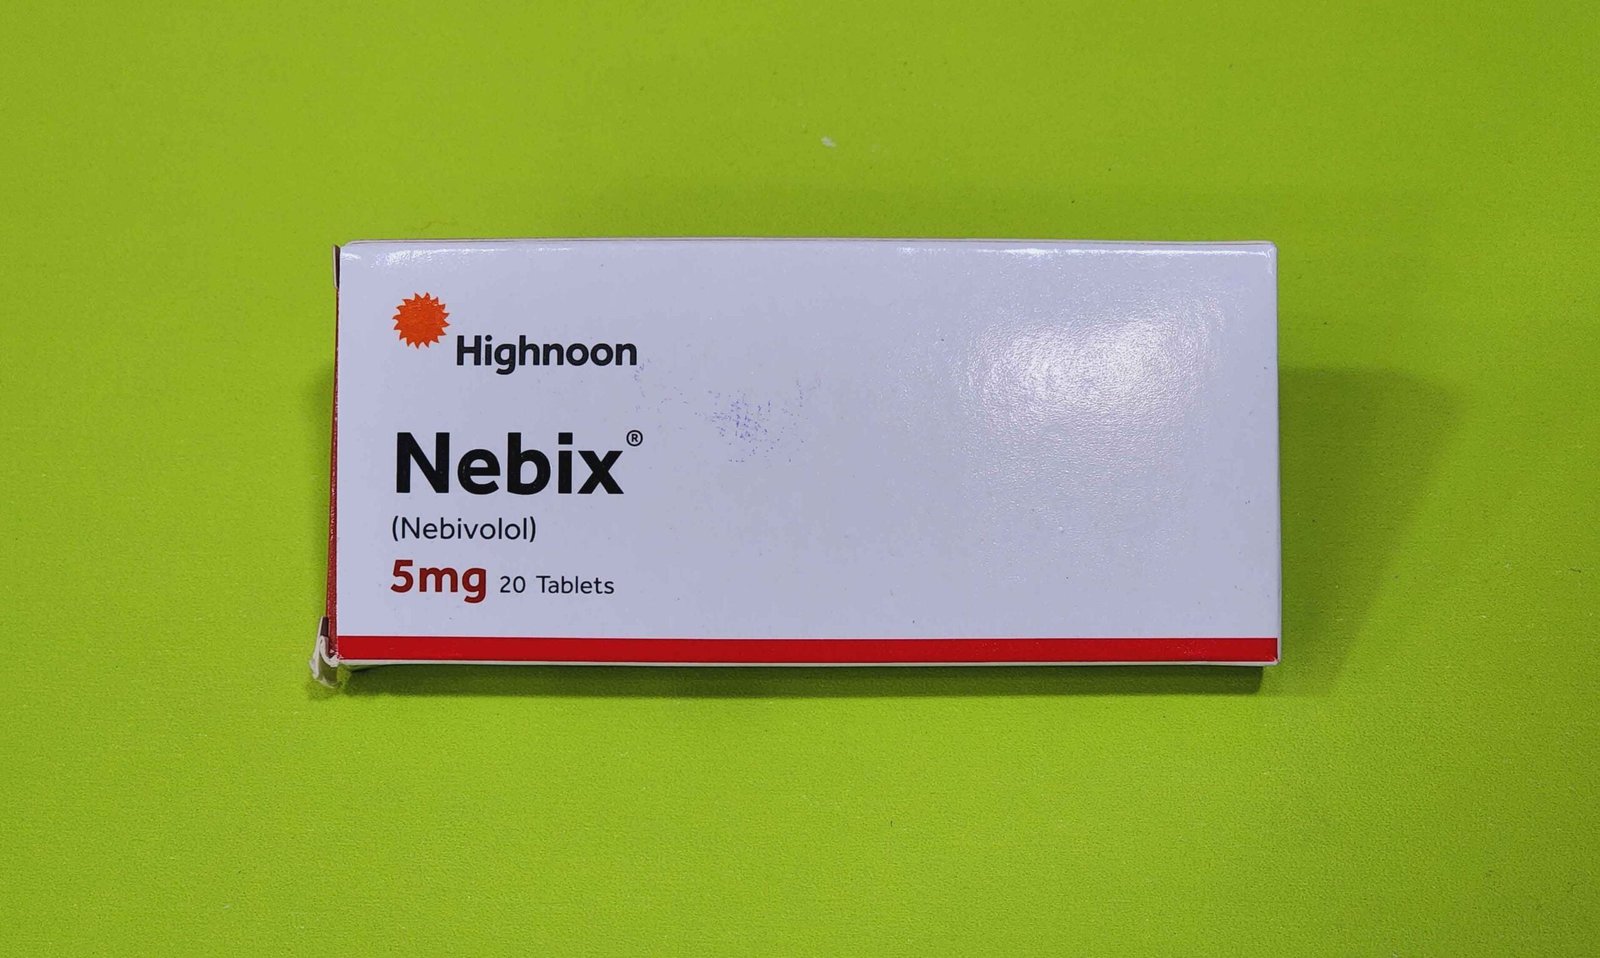 Highnoon
Nebix®
(Nebivolol)
5mg 20 Tablets